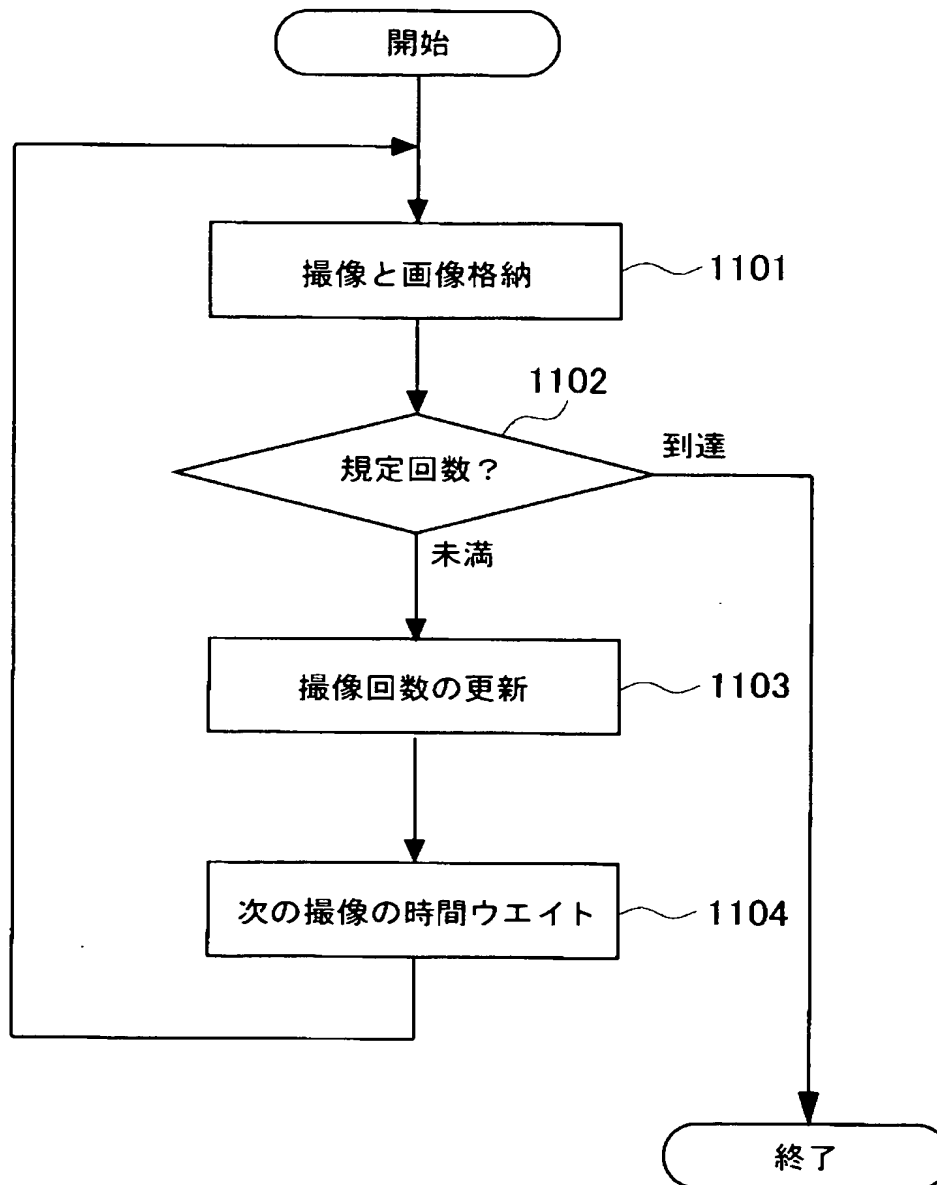 開始
撮像と画像格納
1101
1102
規定回数？
到達
未満
撮像回数の更新
1103
次の撮像の時間ウエイト
1104
終了